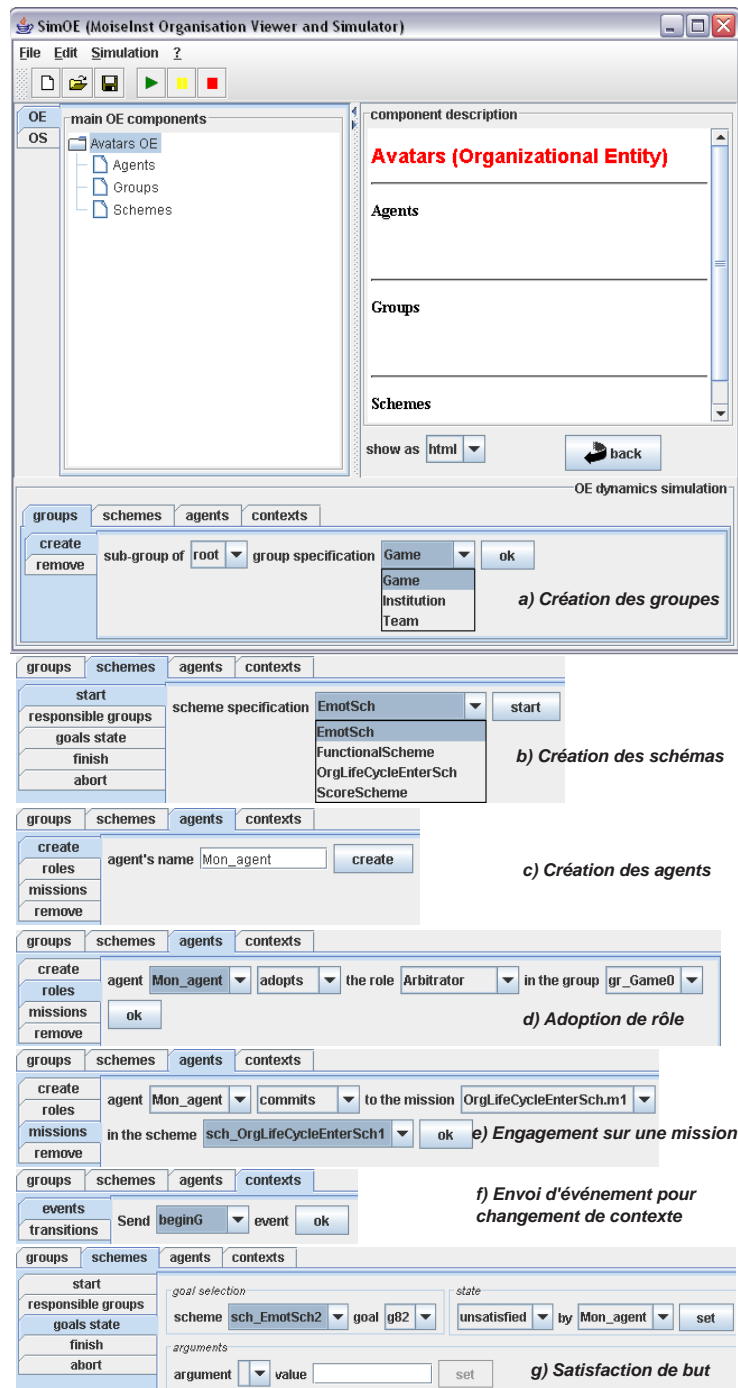 SimOE (MoiseInst Organisation Viewer and Simulator)
File Edit Simulation ?
OE
OS
main OE components
Avatars OE
Agents
Groups
Schemes
component description
Avatars (Organizational Entity)
Agents
Groups
Schemes
show as html back
OE dynamics simulation
groups schemes agents contexts
create
remove
sub-group of root group specification Game ok
Game
Institution
Team
a) Création des groupes
groups schemes agents contexts
start
responsible groups
goals state
finish
abort
scheme specification EmotSch start
EmotSch
FunctionalScheme
OrgLifeCycleEnterSch
ScoreScheme
b) Création des schémas
groups schemes agents contexts
create
roles
missions
remove
agent's name Mon_agent create
c) Création des agents
groups schemes agents contexts
create
roles
missions
remove
agent Mon_agent adopts the role Arbitrator in the group gr_Game0
ok
d) Adoption de rôle
groups schemes agents contexts
create
roles
missions
remove
agent Mon_agent commits to the mission OrgLifeCycleEnterSch.m1
in the scheme sch_OrgLifeCycleEnterSch1 ok
e) Engagement sur une mission
groups schemes agents contexts
events
transitions
Send beginG event ok
f) Envoi d'événement pour
changement de contexte
groups schemes agents contexts
start
responsible groups
goals state
finish
abort
goal selection
scheme sch_EmotSch2 goal g82
state
unsatisfied by Mon_agent set
arguments
argument value set
g) Satisfaction de but